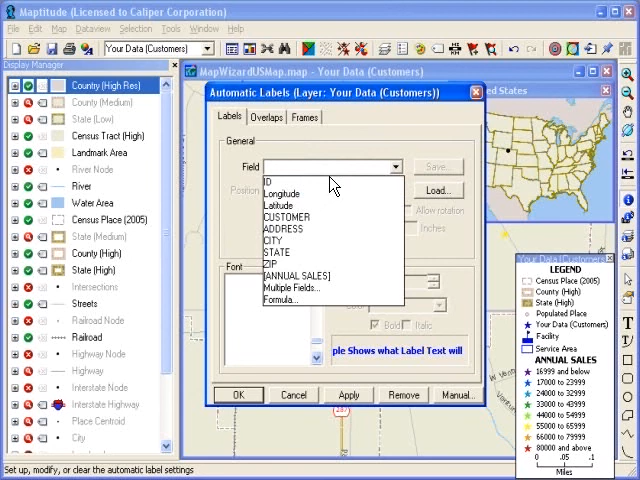 Maptitude (Licensed to Caliper Corporation)
File Edit Map Dataview Selection Tools Window Help
Your Data (Customers)
Display Manager
County (High Res)
County (Medium)
State (Low)
Census Tract (High)
Landmark Area
River Node
River
Water Area
Census Place (2005)
State (Medium)
County (High)
State (High)
Intersections
Streets
Railroad Node
Railroad
Highway Node
Highway
Interstate Node
Interstate Highway
Place Centroid
City
MapWizardUSMap.map - Your Data (Customers)
Automatic Labels (Layer: Your Data (Customers))
Labels Overlaps Frames
General
Field
Save...
Position
Load...
Allow rotation
Inches
ID
Longitude
Latitude
CUSTOMER
ADDRESS
CITY
STATE
ZIP
[ANNUAL SALES]
Multiple Fields...
Formula...
Font
Bold Italic
ple Shows what Label Text will
OK Cancel Apply Remove Manual...
287
d States
Your Data (Customers)
LEGEND
Census Place (2005)
County (High)
State (High)
Populated Place
Your Data (Customers)
Facility
Service Area
ANNUAL SALES
16999 and below
17000 to 23999
24000 to 32999
33000 to 43999
44000 to 54999
55000 to 65999
66000 to 79999
80000 and above
0 .05 .1
Miles
Set up, modify, or clear the automatic label settings